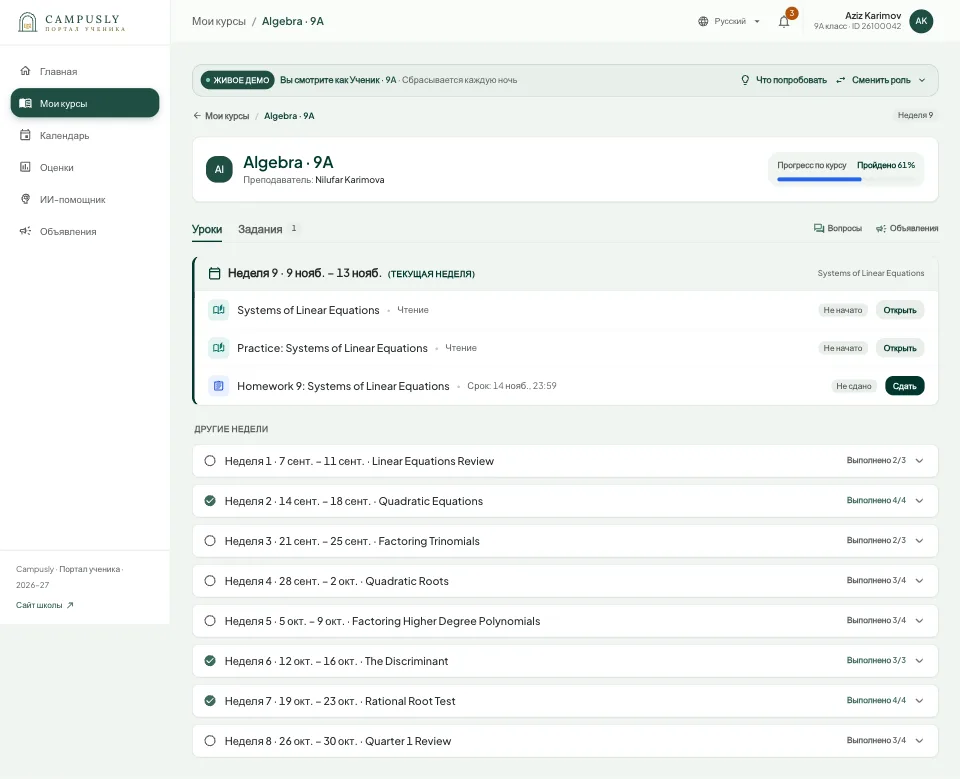 CAMPUSLY
ПОРТАЛ УЧЕНИКА
Мои курсы / Algebra · 9A
Русский
3
Aziz Karimov
9A класс · ID 26100042
AK
Главная
Мои курсы
Календарь
Оценки
ИИ-помощник
Объявления
Campusly · Портал ученика ·
2026–27
Сайт школы
ЖИВОЕ ДЕМО Вы смотрите как Ученик · 9A · Сбрасывается каждую ночь
Что попробовать
Сменить роль
Мои курсы / Algebra · 9A
Неделя 9
Al
Algebra · 9A
Преподаватель: Nilufar Karimova
Прогресс по курсу Пройдено 61%
Уроки
Задания 1
Вопросы
Объявления
Неделя 9 · 9 нояб. – 13 нояб. (ТЕКУЩАЯ НЕДЕЛЯ)
Systems of Linear Equations
Systems of Linear Equations • Чтение
Не начато
Открыть
Practice: Systems of Linear Equations • Чтение
Не начато
Открыть
Homework 9: Systems of Linear Equations • Срок: 14 нояб., 23:59
Не сдано
Сдать
ДРУГИЕ НЕДЕЛИ
Неделя 1 · 7 сент. – 11 сент. · Linear Equations Review
Выполнено 2/3
Неделя 2 · 14 сент. – 18 сент. · Quadratic Equations
Выполнено 4/4
Неделя 3 · 21 сент. – 25 сент. · Factoring Trinomials
Выполнено 2/3
Неделя 4 · 28 сент. – 2 окт. · Quadratic Roots
Выполнено 3/4
Неделя 5 · 5 окт. – 9 окт. · Factoring Higher Degree Polynomials
Выполнено 3/4
Неделя 6 · 12 окт. – 16 окт. · The Discriminant
Выполнено 3/3
Неделя 7 · 19 окт. – 23 окт. · Rational Root Test
Выполнено 4/4
Неделя 8 · 26 окт. – 30 окт. · Quarter 1 Review
Выполнено 3/4